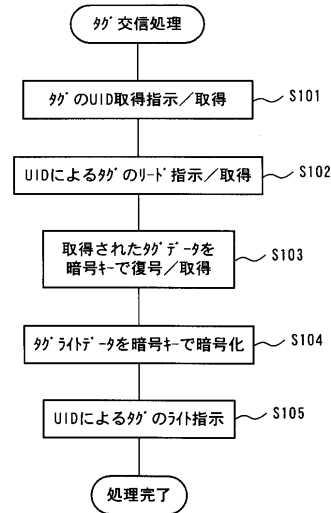 タグ交信処理
タグのUID取得指示／取得
S101
UIDによるタグのリード指示／取得
S102
取得されたタグデータを
暗号キーで復号／取得
S103
タグライトデータを暗号キーで暗号化
S104
UIDによるタグのライト指示
S105
処理完了